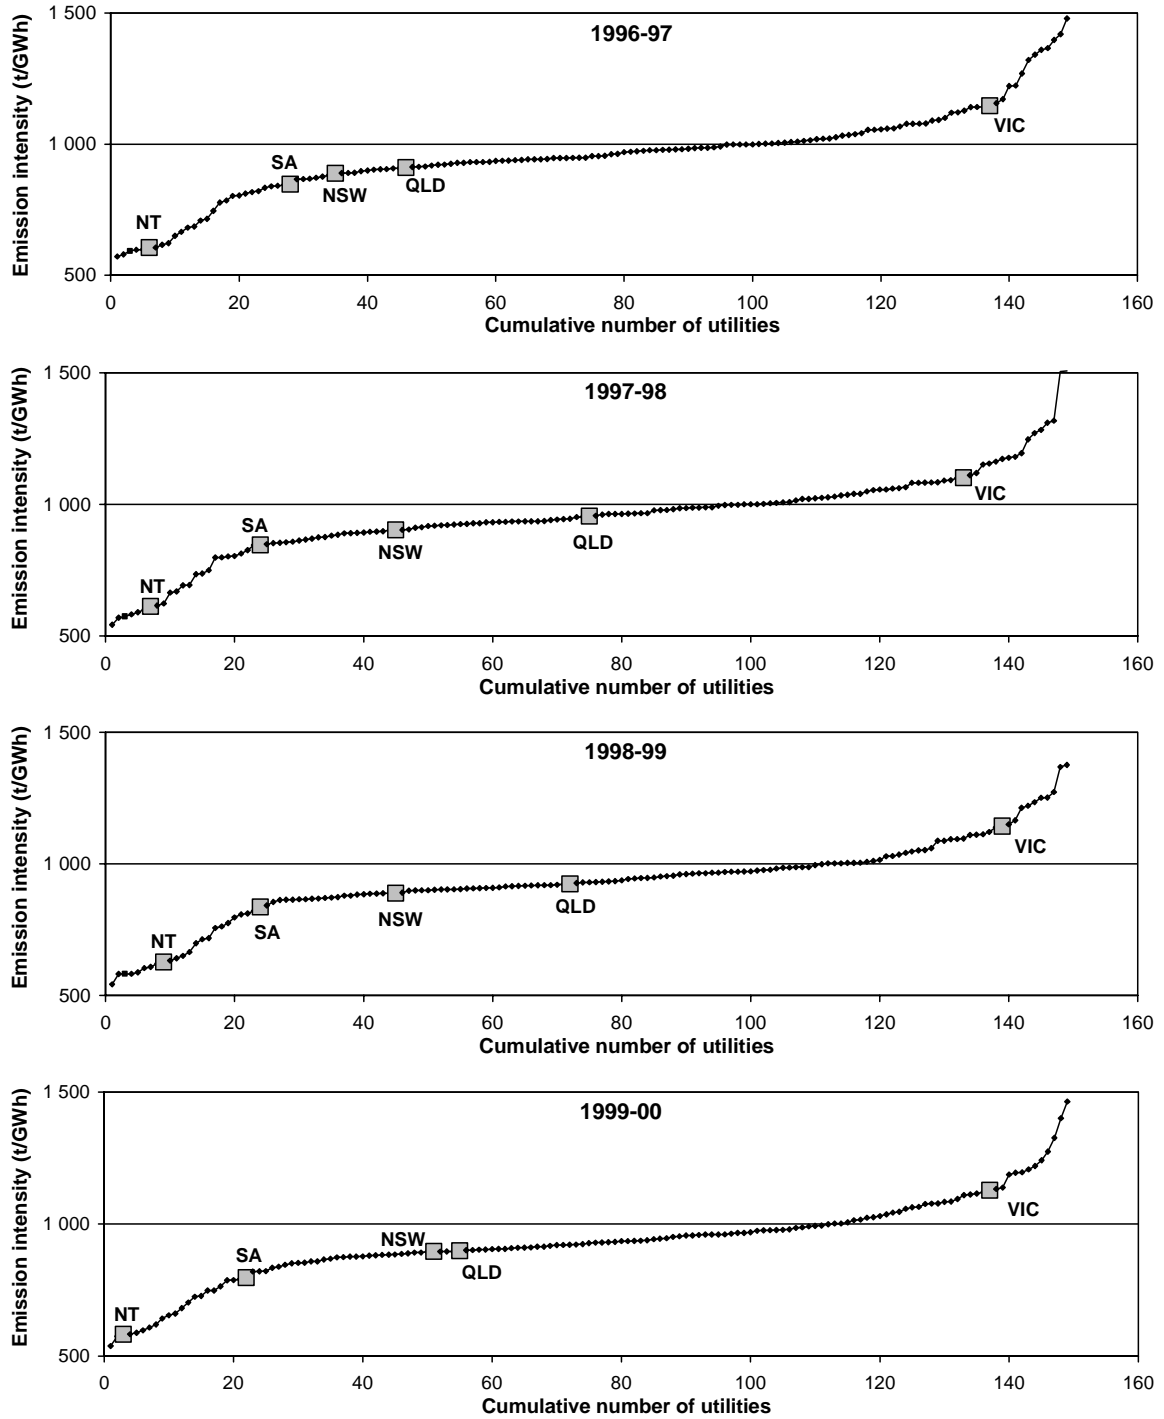 Emission intensity (t/GWh)
1 500
1996-97
VIC
1 000
SA
NSW
QLD
NT
500
0 20 40 60 80 100 120 140 160
Cumulative number of utilities
Emission intensity (t/GWh)
1 500
1997-98
VIC
1 000
SA
QLD
NSW
NT
500
0 20 40 60 80 100 120 140 160
Cumulative number of utilities
Emission intensity (t/GWh)
1 500
1998-99
VIC
1 000
QLD
NSW
SA
NT
500
0 20 40 60 80 100 120 140 160
Cumulative number of utilities
Emission intensity (t/GWh)
1 500
1999-00
VIC
1 000
NSW
SA
QLD
NT
500
0 20 40 60 80 100 120 140 160
Cumulative number of utilities